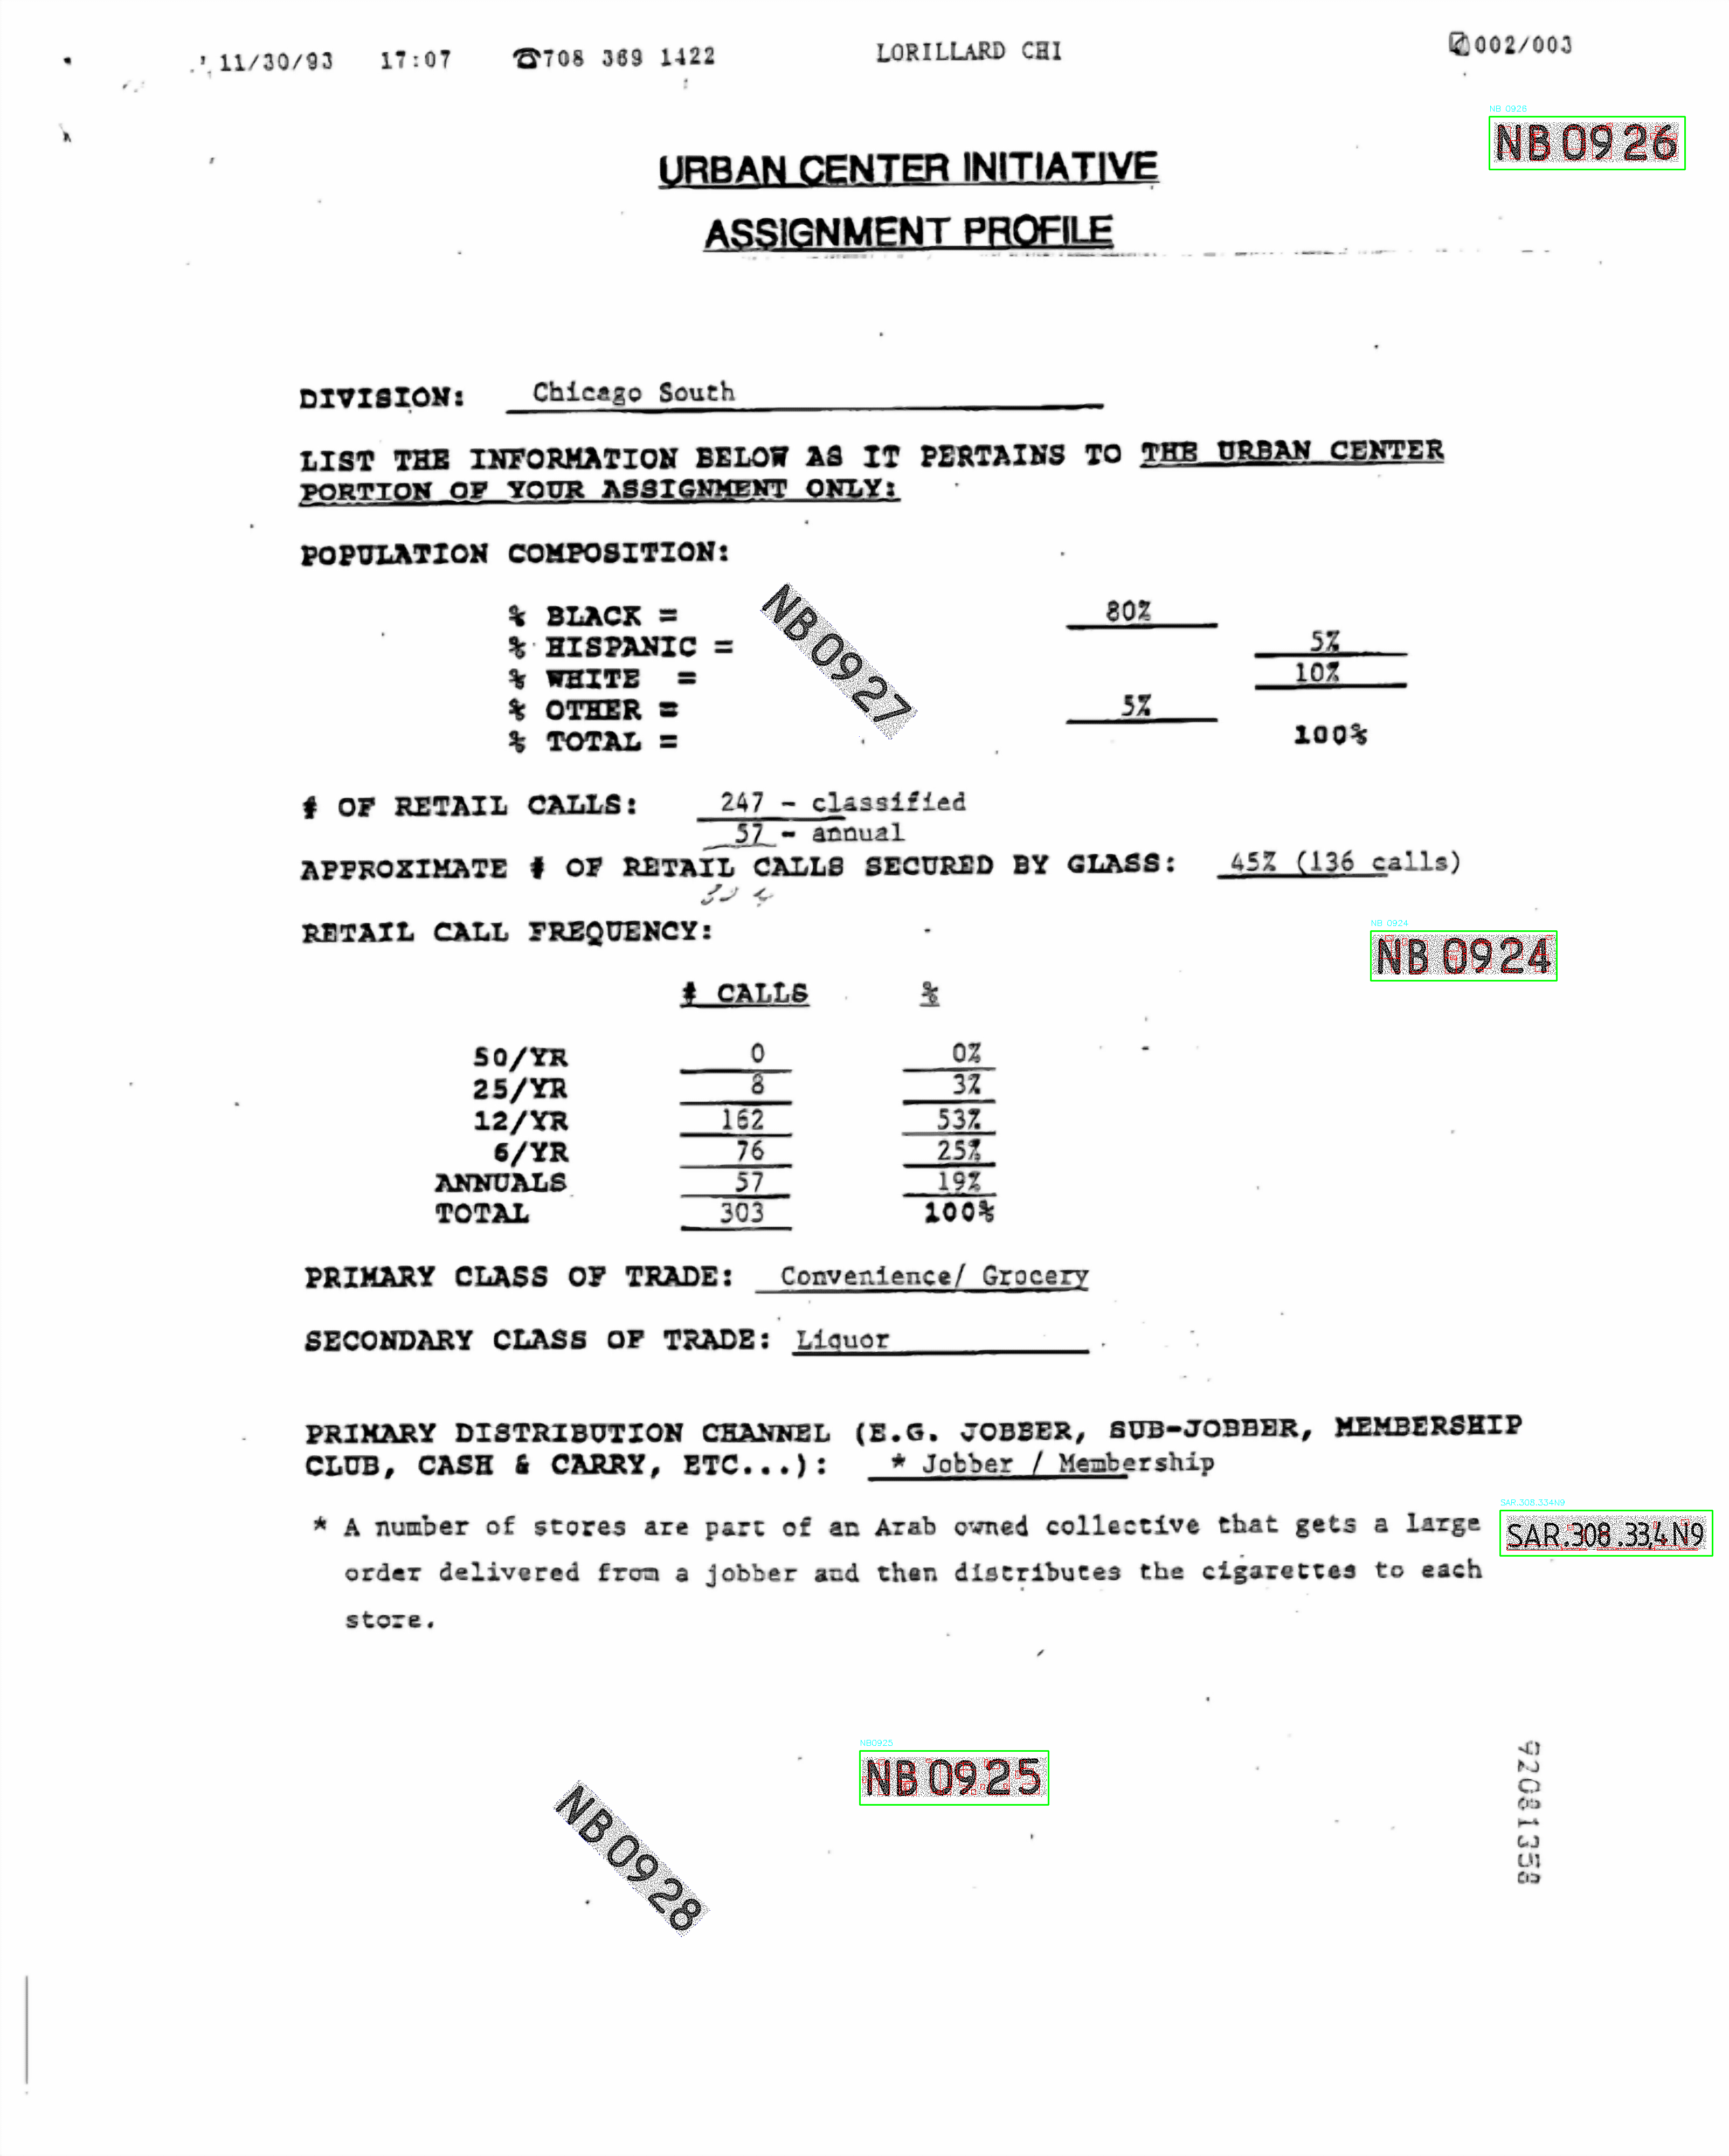 11/30/93 17:07 ☎708 369 1422 LORILLARD CHI 002/003
NB 0926
NB 0926
URBAN CENTER INITIATIVE
ASSIGNMENT PROFILE
DIVISION: Chicago South
LIST THE INFORMATION BELOW AS IT PERTAINS TO THE URBAN CENTER
PORTION OF YOUR ASSIGNMENT ONLY:
POPULATION COMPOSITION:
% BLACK = 80%
% HISPANIC = 5%
% WHITE = 10%
% OTHER = 5%
% TOTAL = 100%
NB 0927
# OF RETAIL CALLS: 247 - classified
57 - annual
APPROXIMATE # OF RETAIL CALLS SECURED BY GLASS: 45% (136 calls)
RETAIL CALL FREQUENCY:
NB 0924
NB 0924
# CALLS %
50/YR 0 0%
25/YR 8 3%
12/YR 162 53%
6/YR 76 25%
ANNUALS 57 19%
TOTAL 303 100%
PRIMARY CLASS OF TRADE: Convenience/ Grocery
SECONDARY CLASS OF TRADE: Liquor
PRIMARY DISTRIBUTION CHANNEL (E.G. JOBBER, SUB-JOBBER, MEMBERSHIP
CLUB, CASH & CARRY, ETC...): * Jobber / Membership
* A number of stores are part of an Arab owned collective that gets a large
order delivered from a jobber and then distributes the cigarettes to each
store.
SAR.308.334N9
SAR.308.334N9
NB0925
NB 0925
NB 0928
92081358